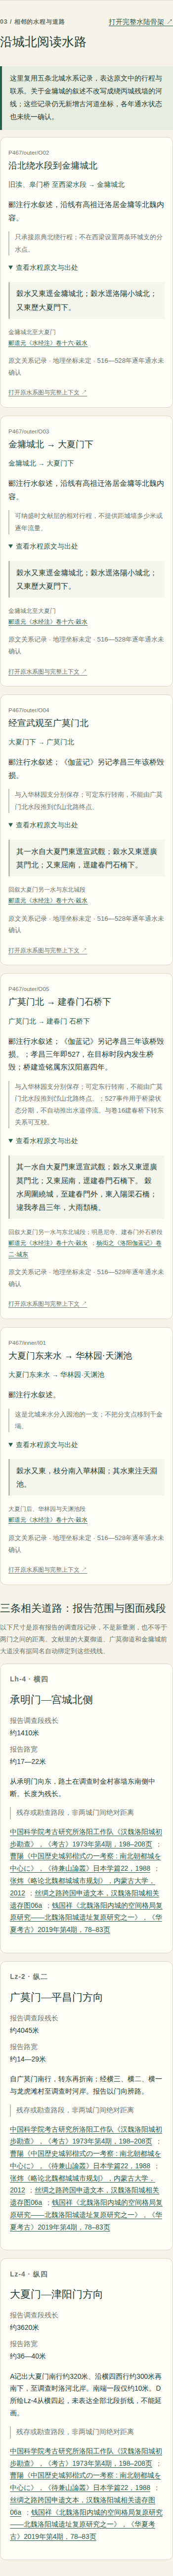 03 / 相邻的水程与道路
打开完整水陆骨架 ↗
沿城北阅读水路
这里复用五条北城水系记录，表达原文中的行程与
联系。关于金墉城的叙述不改写成绕内城残墙的河
线；这些记录仍无新增古河道坐标，各年通水状态
也未统一确认。
P467/outer/O02
沿北绕水段到金墉城北
旧渎、皋门桥 至西梁水段 → 金墉城北
郦注行水叙述，沿线有高祖迁洛居金墉等北魏内
容。
只承接原典北绕行程；不在西梁设置两条环城支的分
水点。
▼ 查看水程原文与出处
穀水又東逕金墉城北；穀水逕洛陽小城北；
又東歷大夏門下。
金墉城北至大夏门
郦道元《水经注》卷十六·穀水
原文关系记录 · 地理坐标未定 · 516—528年逐年通水未
确认
打开原水系图与完整上下文 ↗
P467/outer/O03
金墉城北 → 大夏门下
金墉城北 → 大夏门下
郦注行水叙述，沿线有高祖迁洛居金墉等北魏内
容。
可纳盛时文献层的相对行程，不提供距城墙多少米或
逐年流量。
▼ 查看水程原文与出处
穀水又東逕金墉城北；穀水逕洛陽小城北；
又東歷大夏門下。
金墉城北至大夏门
郦道元《水经注》卷十六·穀水
原文关系记录 · 地理坐标未定 · 516—528年逐年通水未
确认
打开原水系图与完整上下文 ↗
P467/outer/O04
经宣武观至广莫门北
大夏门下 → 广莫门北
郦注行水叙述；《伽蓝记》另记孝昌三年该桥毁
损。
与入华林园支分别保存；可定东行转南，不能由广莫
门北水段推到邙山北路终点。
▼ 查看水程原文与出处
其一水自大夏門東逕宣武觀；穀水又東逕廣
莫門北；又東屈南，逕建春門石橋下。
回叙大夏门另一水与东北城段
郦道元《水经注》卷十六·穀水
原文关系记录 · 地理坐标未定 · 516—528年逐年通水未
确认
打开原水系图与完整上下文 ↗
P467/outer/O05
广莫门北 → 建春门石桥下
广莫门北 → 建春门 石桥下
郦注行水叙述；《伽蓝记》另记孝昌三年该桥毁
损。；孝昌三年即527，在目标时段内发生桥
毁；桥建造铭属东汉阳嘉四年。
与入华林园支分别保存；可定东行转南，不能由广莫
门北水段推到邙山北路终点。；527事件用于桥梁状
态分期，不自动推出水道停流。与卷16建春桥下转东
关系可互校。
▼ 查看水程原文与出处
其一水自大夏門東逕宣武觀；穀水又東逕廣
莫門北；又東屈南，逕建春門石橋下。 穀
水周圍繞城，至建春門外，東入陽渠石橋；
逮我孝昌三年，大雨頹橋。
回叙大夏门另一水与东北城段；明悬尼寺、建春门外石桥段
郦道元《水经注》卷十六·穀水 ；杨衒之《洛阳伽蓝记》卷
二·城东
原文关系记录 · 地理坐标未定 · 516—528年逐年通水未
确认
打开原水系图与完整上下文 ↗
P467/inner/I01
大夏门东来水 → 华林园·天渊池
大夏门东来水 → 华林园·天渊池
郦注行水叙述。
这是北城来水分入园池的一支；不把分支点移到千金
堨。
▼ 查看水程原文与出处
穀水又東，枝分南入華林園；其水東注天淵
池。
大夏门后、华林园与天渊池段
郦道元《水经注》卷十六·穀水
原文关系记录 · 地理坐标未定 · 516—528年逐年通水未
确认
打开原水系图与完整上下文 ↗
三条相关道路：报告范围与图面残段
以下尺寸是原有报告的调查段记录，不是新测量，也不等于
两门之间的距离。文献里的大夏御道、广莫御道和金墉城前
大道没有据同名自动绑定到这些残线。
Lh-4 · 横四
承明门—宫城北侧
报告调查段残长
约1410米
报告路宽
约17—22米
从承明门向东，路土在调查时金村寨墙东南侧中
断。长度为残长。
残存或勘查路段，非两城门间绝对距离
中国科学院考古研究所洛阳工作队《汉魏洛阳城初
步勘查》，《考古》1973年第4期，198–208页 ；
曹陽《中国歴史城郭楷式の一考察：南北朝都城を
中心に》，《待兼山論叢》日本学篇22，1988 ；
张炜《略论北魏都城城市规划》，内蒙古大学，
2012 ；丝绸之路跨国申遗文本，汉魏洛阳城相关
遗存图06a ；钱国祥《北魏洛阳内城的空间格局复
原研究——北魏洛阳城遗址复原研究之一》，《华
夏考古》2019年第4期，78–83页
Lz-2 · 纵二
广莫门—平昌门方向
报告调查段残长
约4045米
报告路宽
约14—29米
自广莫门南行，转东再折南；经横三、横二、横一
与龙虎滩村至调查时河岸。报告以门向辨路。
残存或勘查路段，非两城门间绝对距离
中国科学院考古研究所洛阳工作队《汉魏洛阳城初
步勘查》，《考古》1973年第4期，198–208页 ；
曹陽《中国歴史城郭楷式の一考察：南北朝都城を
中心に》，《待兼山論叢》日本学篇22，1988 ；
张炜《略论北魏都城城市规划》，内蒙古大学，
2012 ；丝绸之路跨国申遗文本，汉魏洛阳城相关
遗存图06a ；钱国祥《北魏洛阳内城的空间格局复
原研究——北魏洛阳城遗址复原研究之一》，《华
夏考古》2019年第4期，78–83页
Lz-4 · 纵四
大夏门—津阳门方向
报告调查段残长
约3620米
报告路宽
约36—40米
A记出大夏门南行约320米、沿横四西行约300米再
南下，至调查时洛河北岸。南端一段仅约10米。D
所绘Lz-4从横四起，未表达全部北段折线，不能延
画。
残存或勘查路段，非两城门间绝对距离
中国科学院考古研究所洛阳工作队《汉魏洛阳城初
步勘查》，《考古》1973年第4期，198–208页 ；
曹陽《中国歴史城郭楷式の一考察：南北朝都城を
中心に》，《待兼山論叢》日本学篇22，1988 ；
丝绸之路跨国申遗文本，汉魏洛阳城相关遗存图
06a ；钱国祥《北魏洛阳内城的空间格局复原研究
——北魏洛阳城遗址复原研究之一》，《华夏考
古》2019年第4期，78–83页